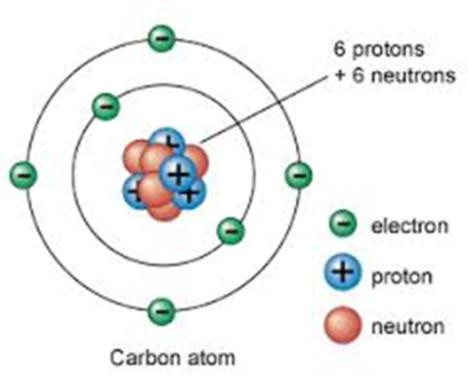 6 protons
+ 6 neutrons
electron
proton
neutron
Carbon atom